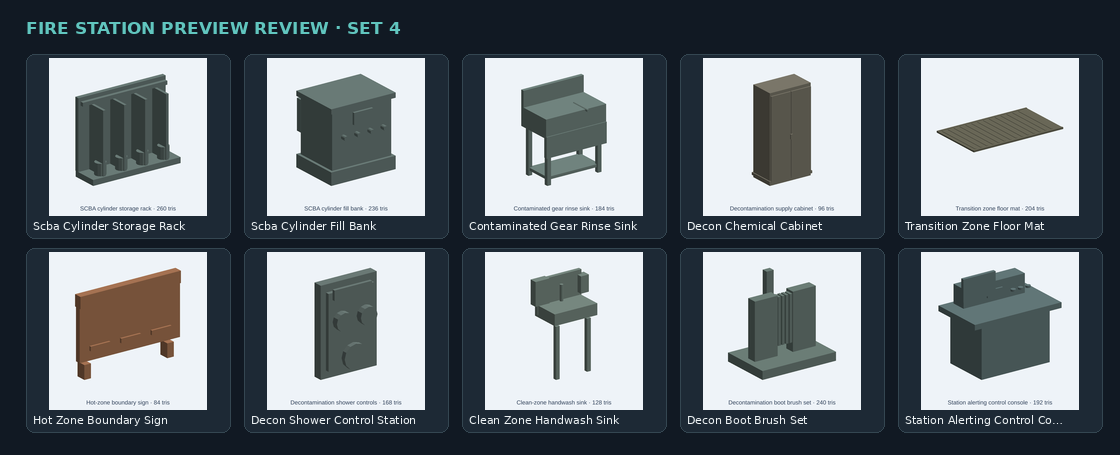 FIRE STATION PREVIEW REVIEW · SET 4
SCBA cylinder storage rack · 260 tris
Scba Cylinder Storage Rack
SCBA cylinder fill bank · 236 tris
Scba Cylinder Fill Bank
Contaminated gear rinse sink · 184 tris
Contaminated Gear Rinse Sink
Decontamination supply cabinet · 96 tris
Decon Chemical Cabinet
Transition zone floor mat · 204 tris
Transition Zone Floor Mat
Hot-zone boundary sign · 84 tris
Hot Zone Boundary Sign
Decontamination shower controls · 168 tris
Decon Shower Control Station
Clean-zone handwash sink · 128 tris
Clean Zone Handwash Sink
Decontamination boot brush set · 240 tris
Decon Boot Brush Set
Station alerting control console · 192 tris
Station Alerting Control Co...